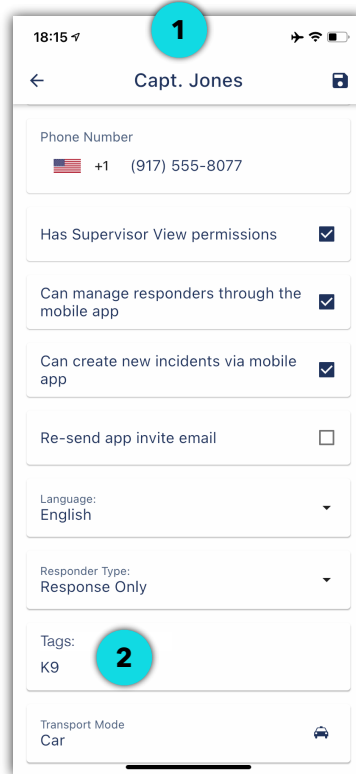 1
18:15
Capt. Jones
Phone Number
+1 (917) 555-8077
Has Supervisor View permissions
Can manage responders through the
mobile app
Can create new incidents via mobile
app
Re-send app invite email
Language:
English
Responder Type:
Response Only
Tags:
K9
2
Transport Mode
Car